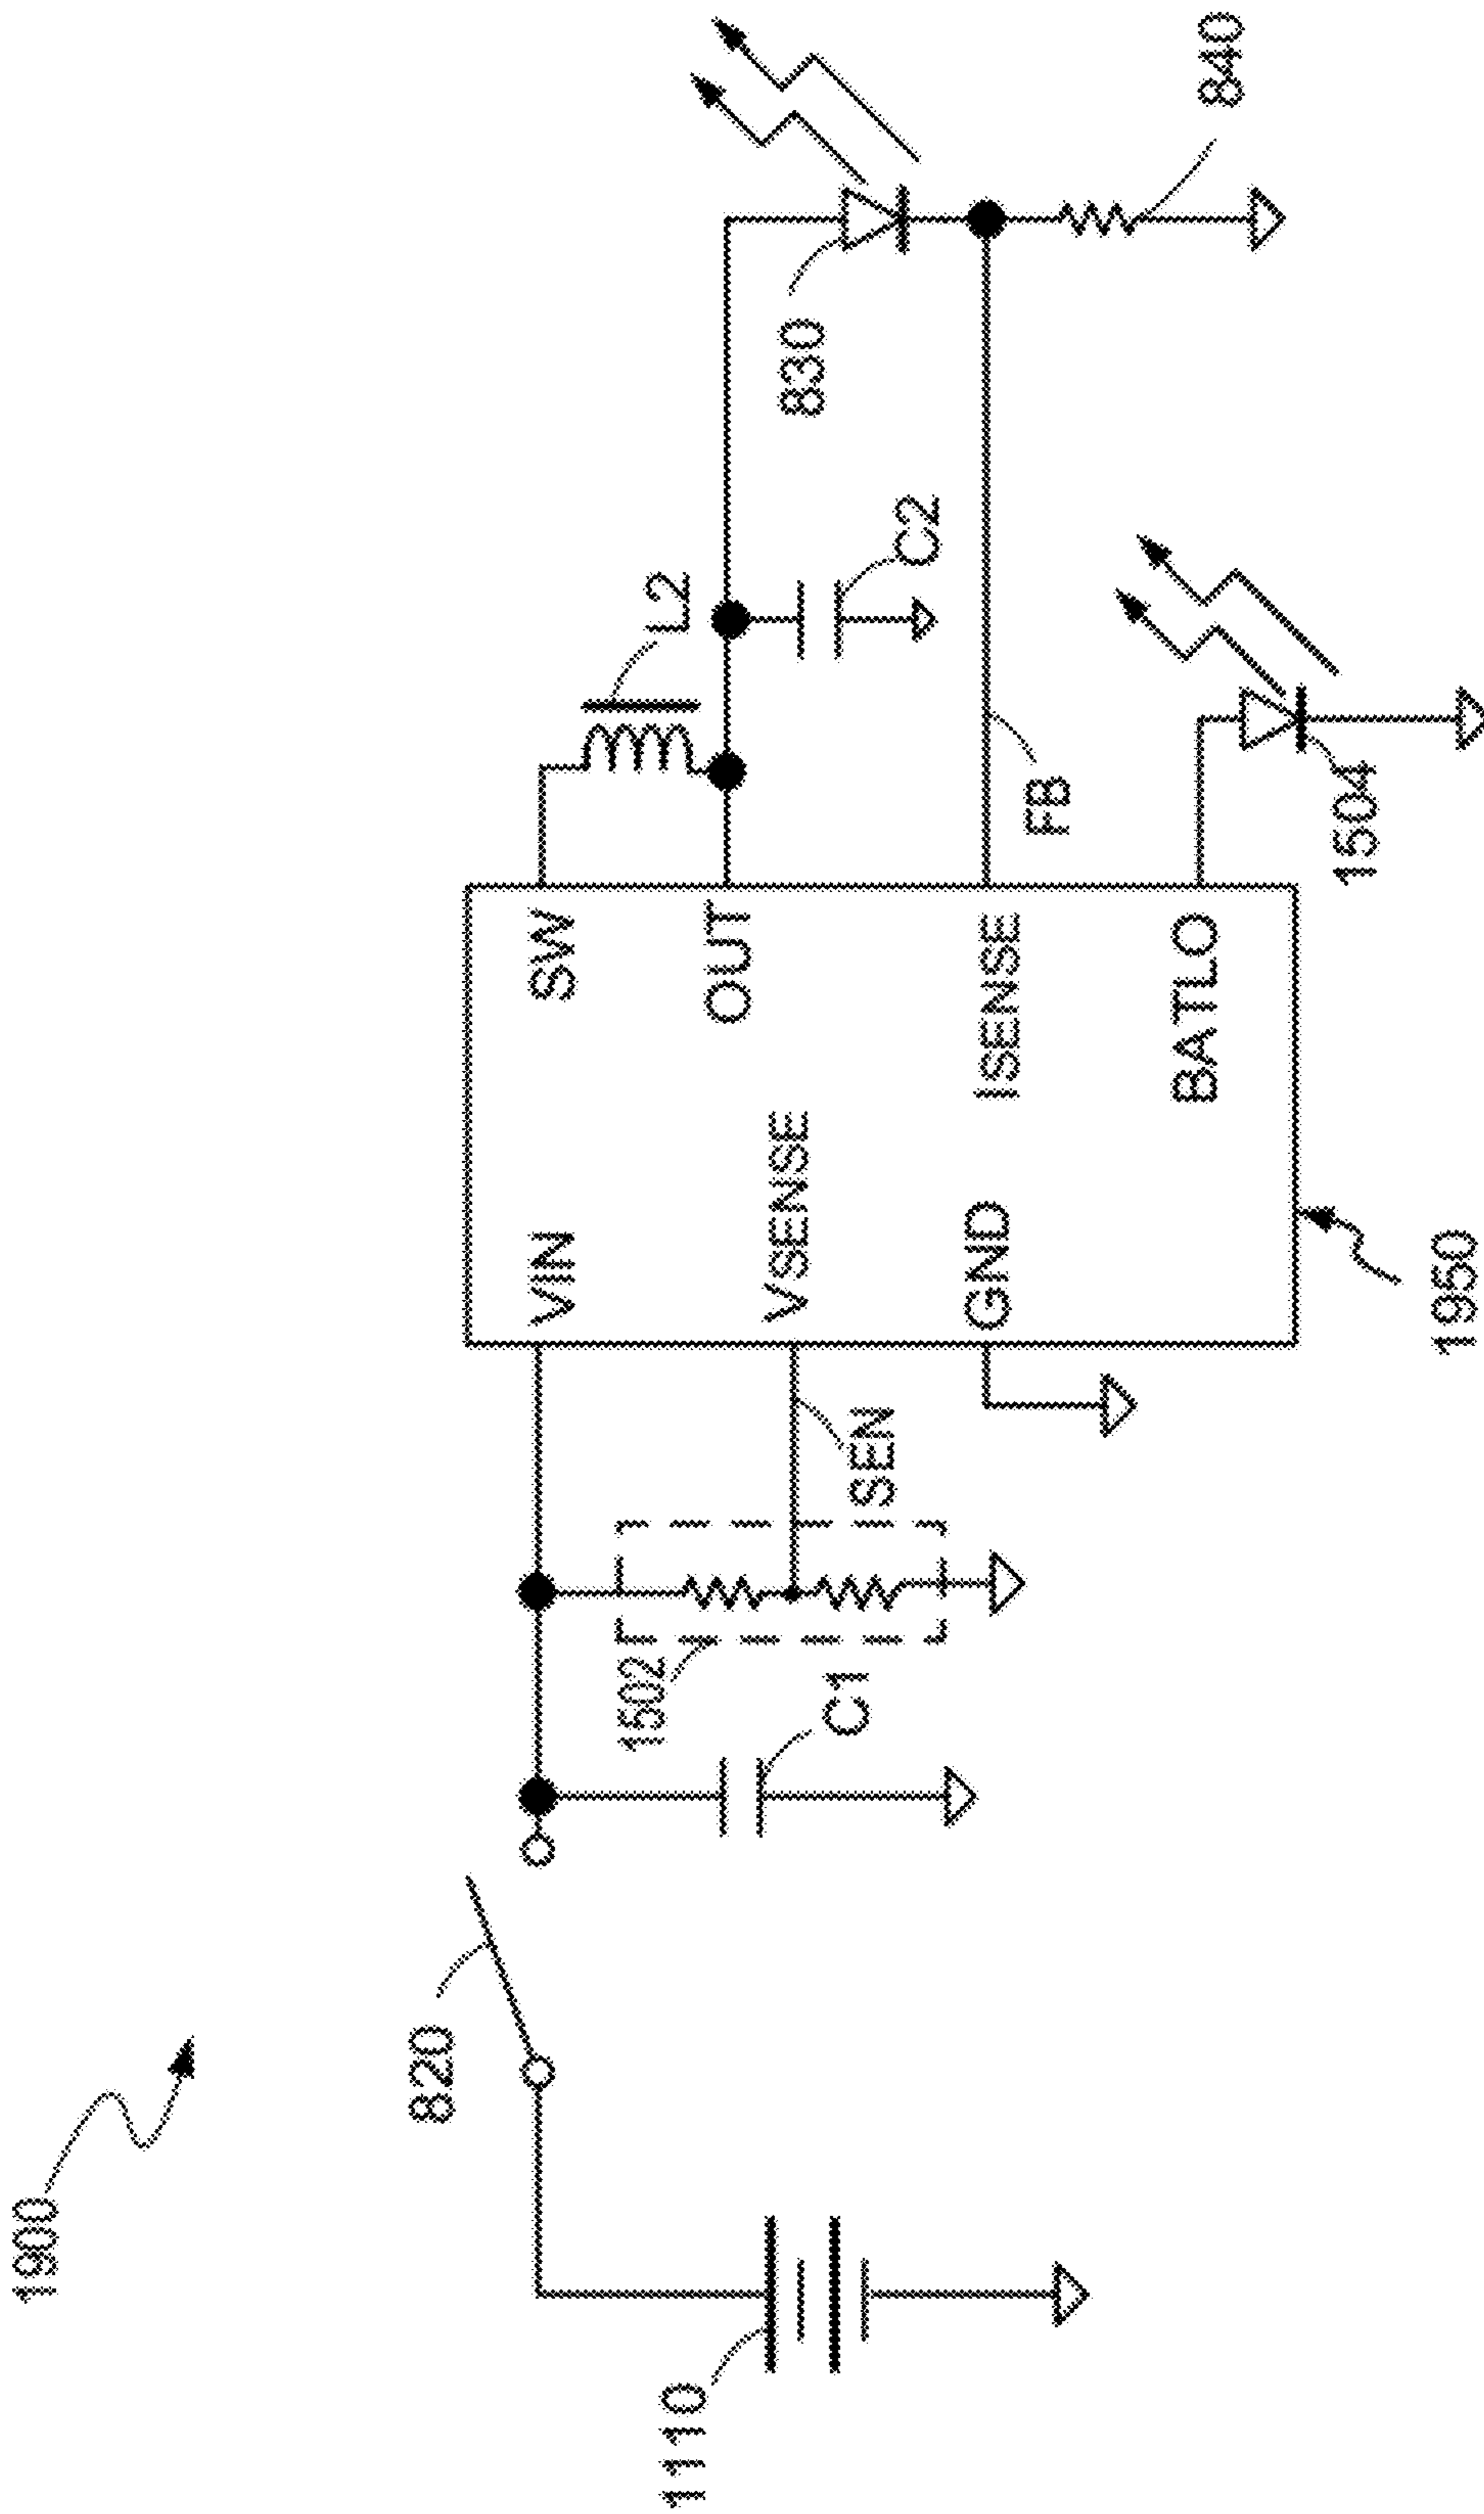 1900
820
1110
1502
C1
SEN
VIN
VSENSE
GND
SW
OUT
ISENSE
BATLO
1950
L2
C2
830
FB
1504
840